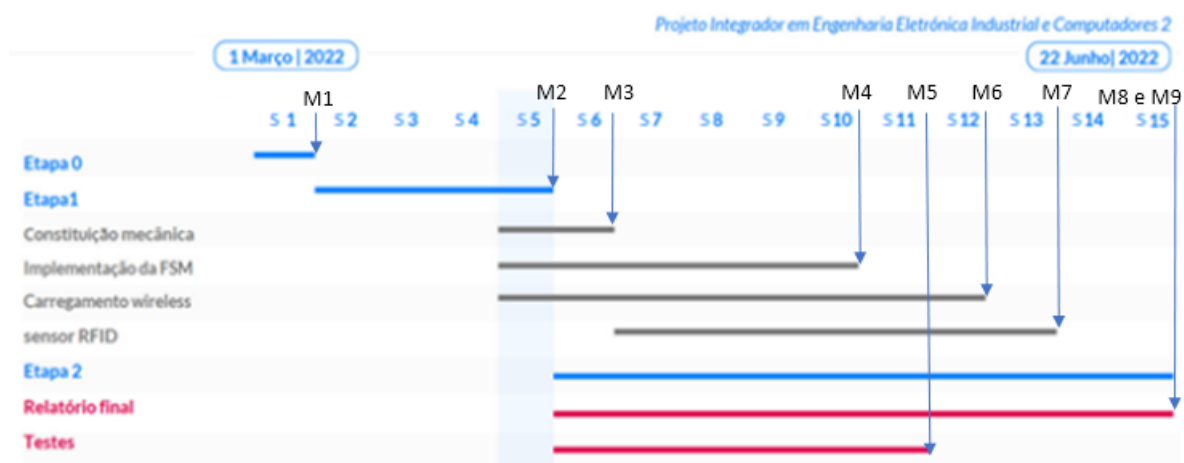 Projeto Integrador em Engenharia Eletrónica Industrial e Computadores 2
1 Março | 2022
22 Junho| 2022
M1 M2 M3 M4 M5 M6 M7 M8 e M9
S 1 S 2 S 3 S 4 S 5 S 6 S 7 S 8 S 9 S 10 S 11 S 12 S 13 S 14 S 15
Etapa 0
Etapa1
Constituição mecânica
Implementação da FSM
Carregamento wireless
sensor RFID
Etapa 2
Relatório final
Testes